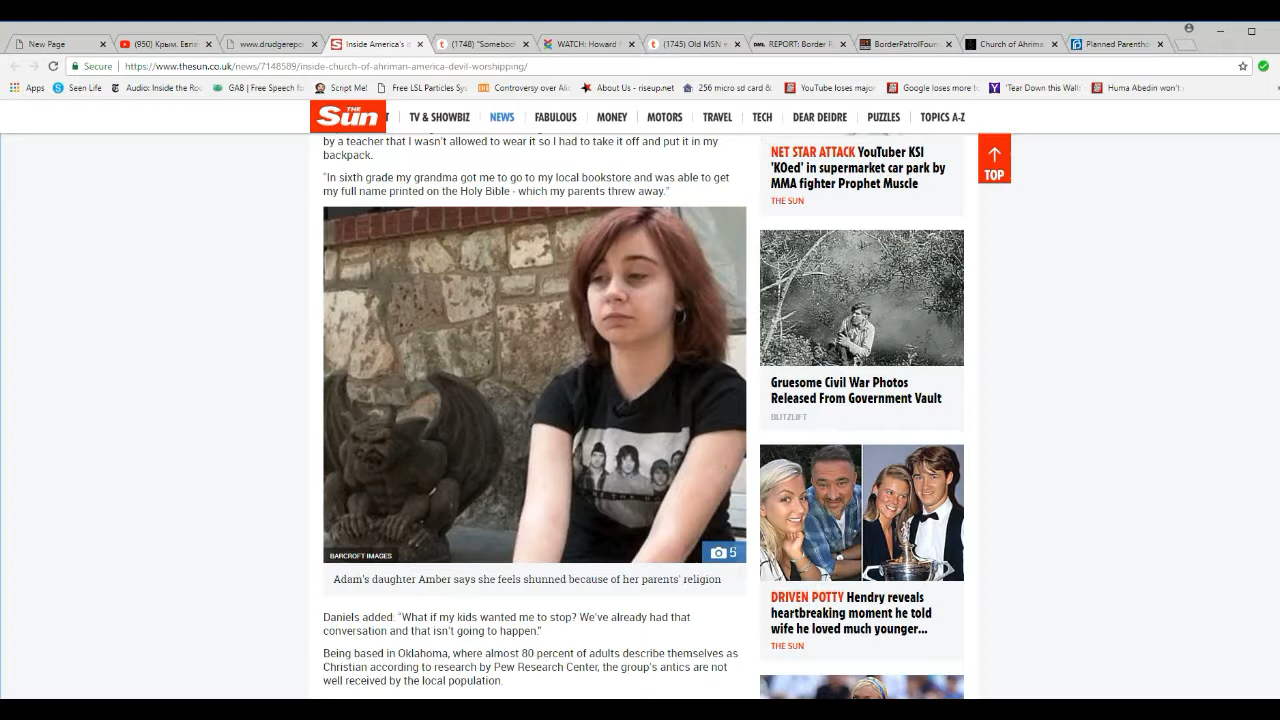 New Page
(950) Крым. Евпа
www.drudgerepo
Inside America's d
(1748) "Somebod
WATCH: Howard
(1745) Old MSN w
REPORT: Border P
BorderPatrolFoun
Church of Ahrima
Planned Parentho
Secure
https://www.thesun.co.uk/news/7148589/inside-church-of-ahriman-america-devil-worshipping/
Apps
Seen Life
Audio: Inside the Ro
GAB | Free Speech fo
Script Me!
Free LSL Particles Sy
Controversy over Ali
About Us - riseup.net
256 micro sd card &
YouTube loses major
Google loses more t
'Tear Down this Wall
Huma Abedin won't
THE Sun
TV & SHOWBIZ
NEWS
FABULOUS
MONEY
MOTORS
TRAVEL
TECH
DEAR DEIDRE
PUZZLES
TOPICS A-Z
by a teacher that I wasn't allowed to wear it so I had to take it off and put it in my
backpack.
"In sixth grade my grandma got me to go to my local bookstore and was able to get
my full name printed on the Holy Bible - which my parents threw away."
BARCROFT IMAGES
5
Adam's daughter Amber says she feels shunned because of her parents' religion
Daniels added: "What if my kids wanted me to stop? We've already had that
conversation and that isn't going to happen."
Being based in Oklahoma, where almost 80 percent of adults describe themselves as
Christian according to research by Pew Research Center, the group's antics are not
well received by the local population.
NET STAR ATTACK YouTuber KSI
'KOed' in supermarket car park by
MMA fighter Prophet Muscle
THE SUN
Gruesome Civil War Photos
Released From Government Vault
BLITZLIFT
DRIVEN POTTY Hendry reveals
heartbreaking moment he told
wife he loved much younger...
THE SUN
TOP